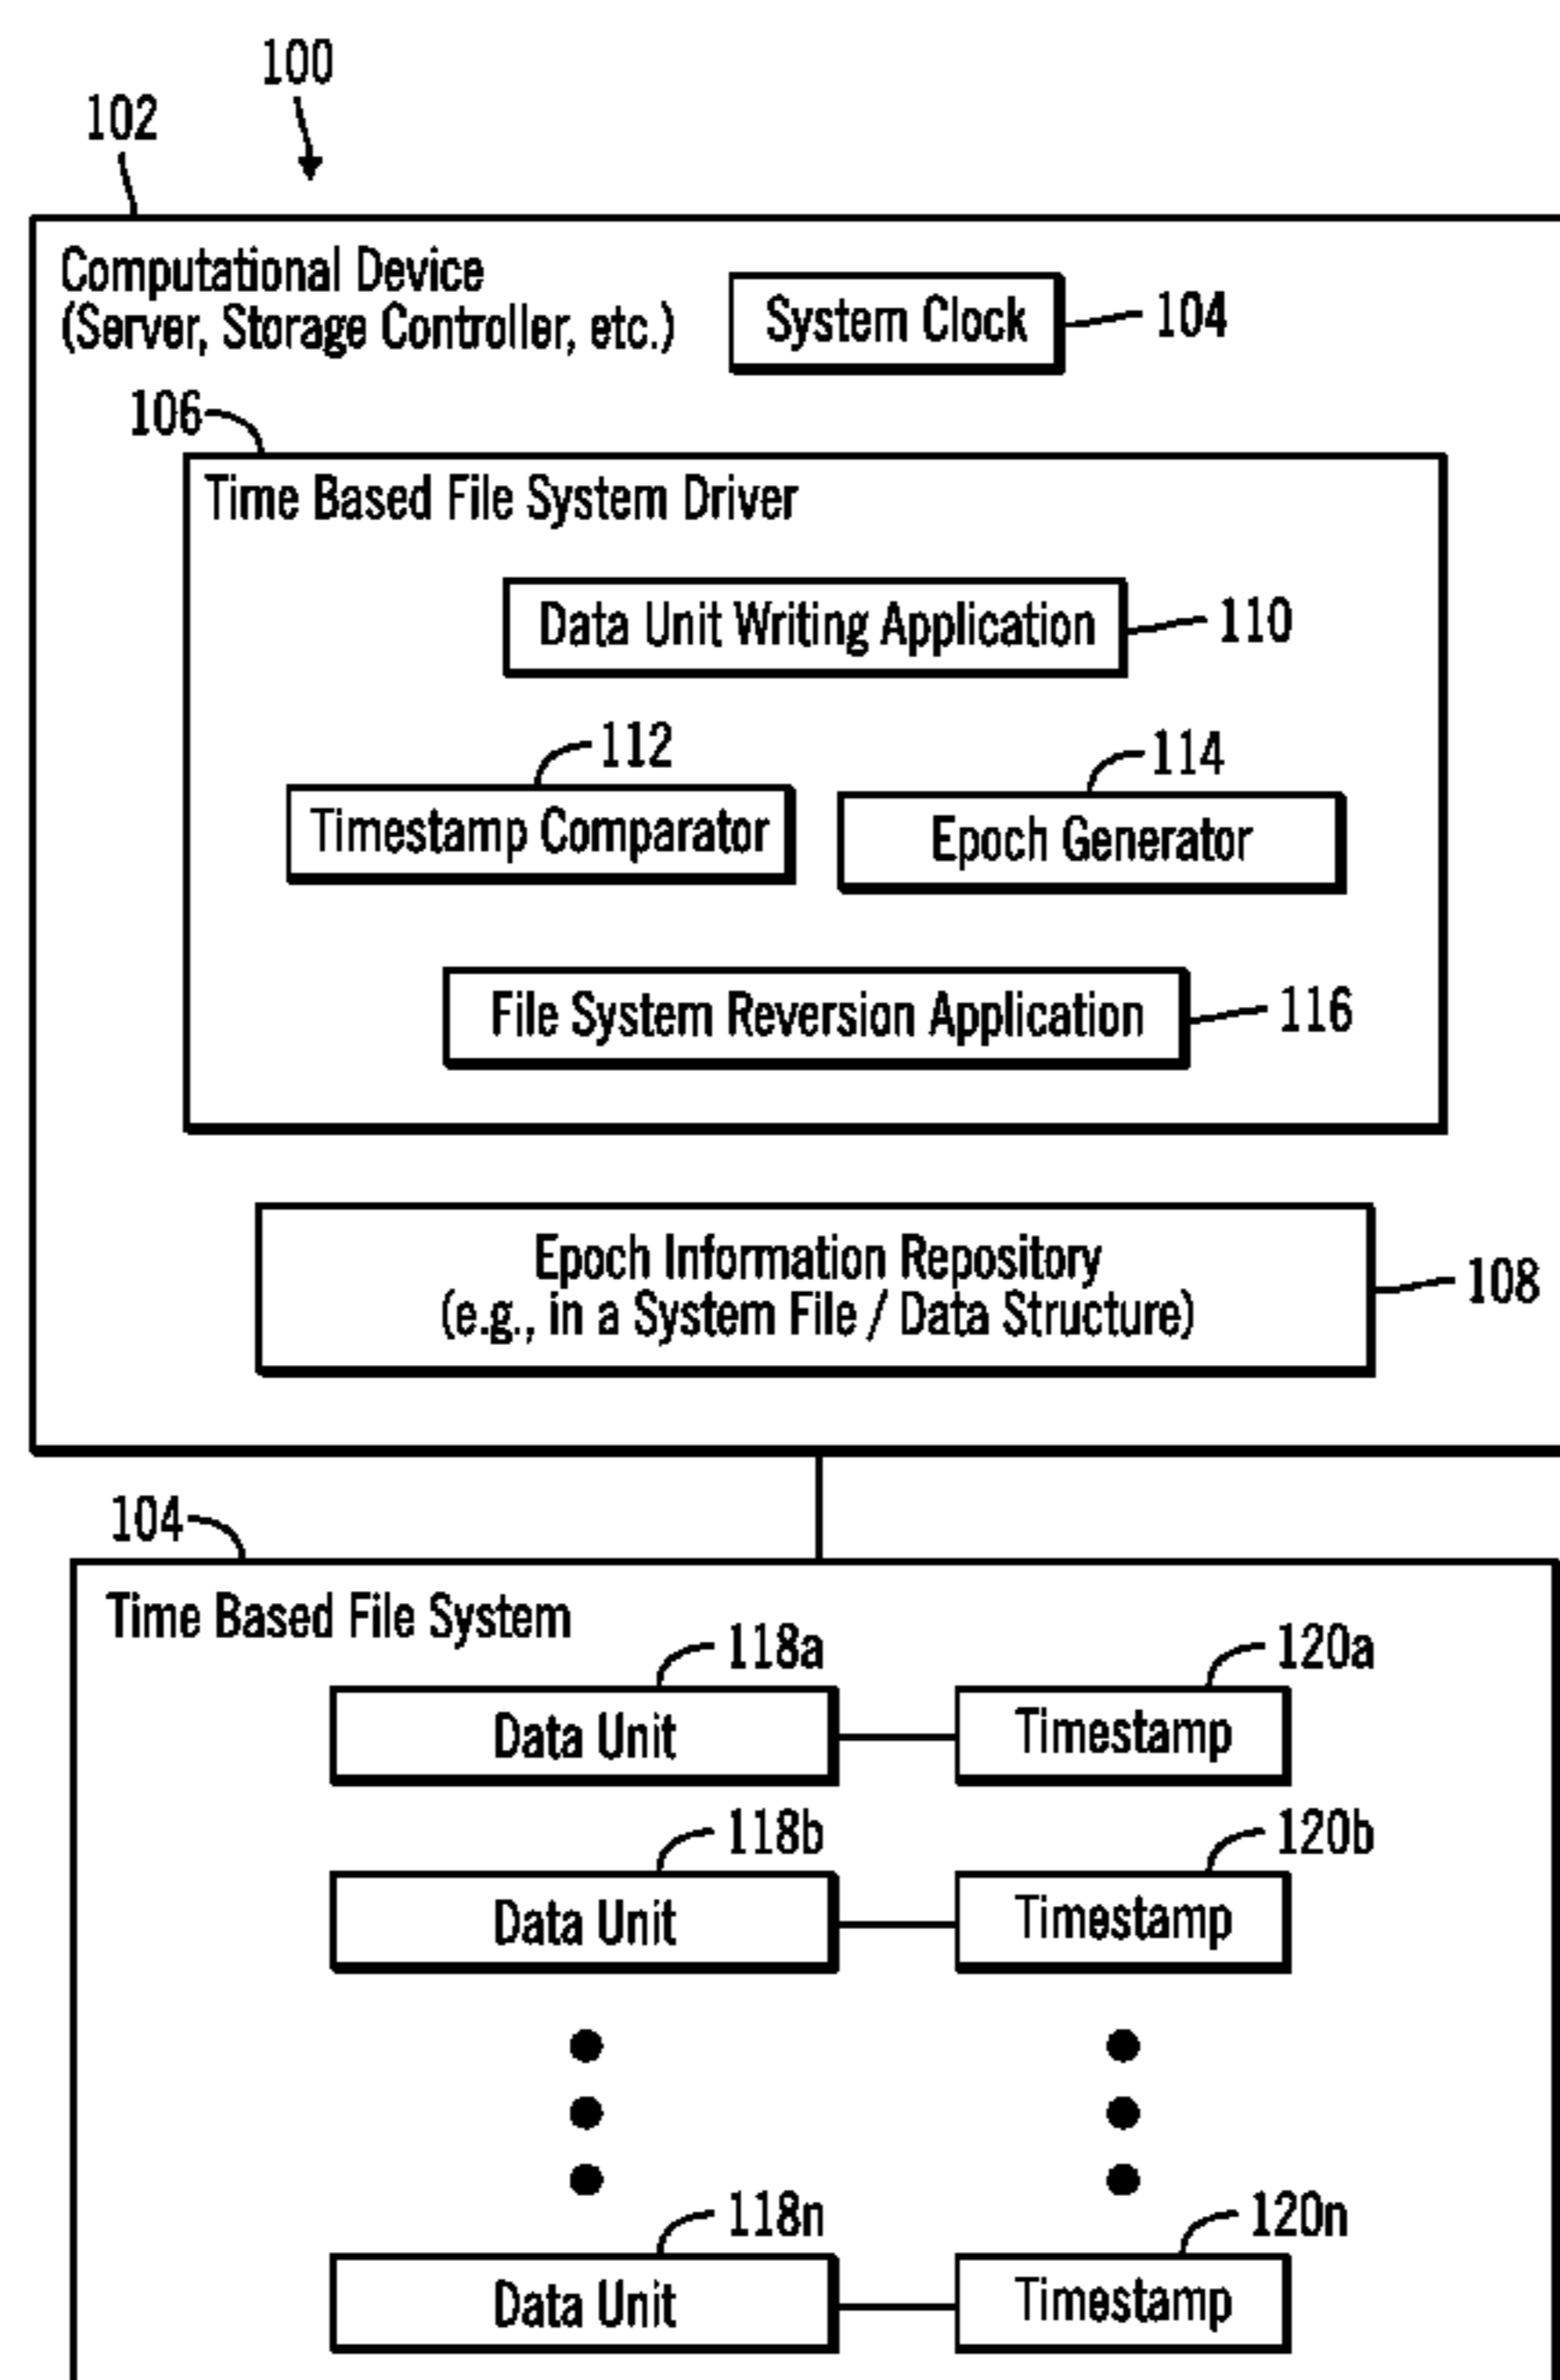 100
102
Computational Device
(Server, Storage Controller, etc.)
System Clock
104
106
Time Based File System Driver
Data Unit Writing Application
110
112
114
Timestamp Comparator
Epoch Generator
File System Reversion Application
116
Epoch Information Repository
(e.g., in a System File / Data Structure)
108
104
Time Based File System
118a
120a
Data Unit
Timestamp
118b
120b
Data Unit
Timestamp
118n
120n
Data Unit
Timestamp